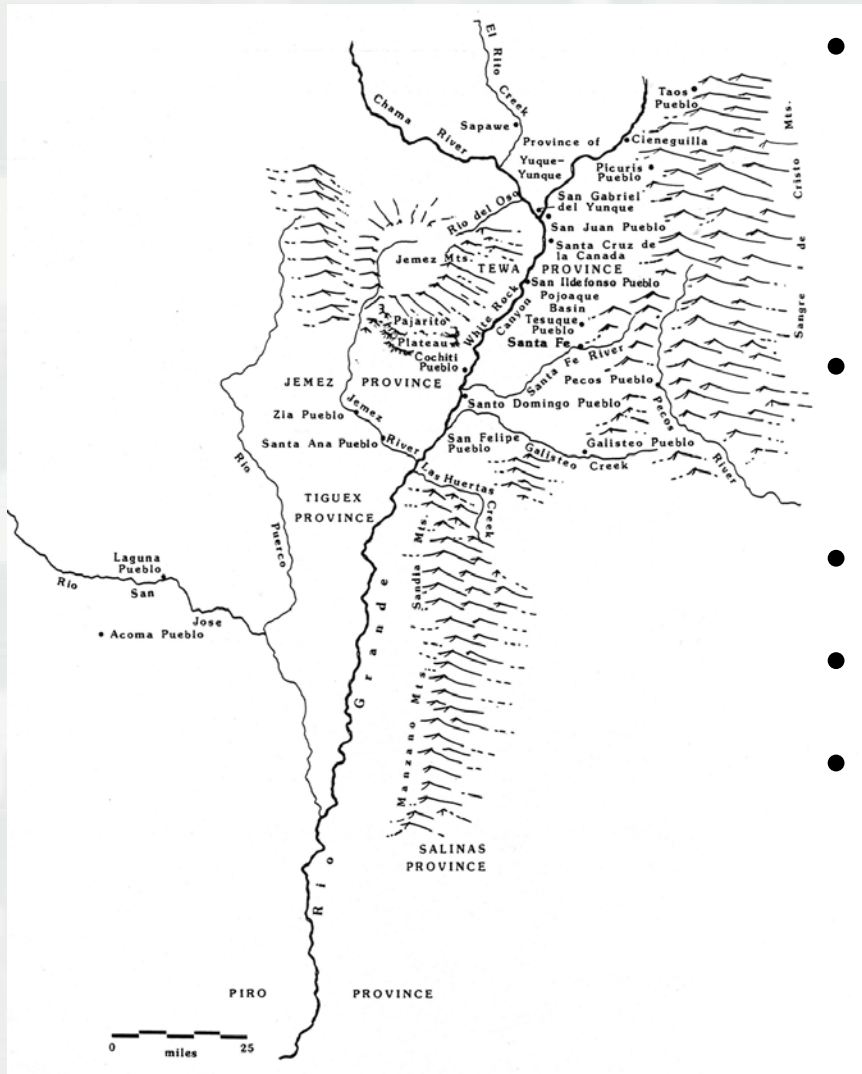 El Rito Creek
Chama River
Sapawe
Province of
Yuque-
Yunque
Taos
Pueblo
Cieneguilla
Picuris
Pueblo
Sangre de Cristo Mts.
Rio del Oso
San Gabriel
del Yunque
San Juan Pueblo
Santa Cruz de
la Canada
Jemez Mts.
TEWA PROVINCE
San Ildefonso Pueblo
White Rock
Canyon
Pojoaque
Basin
Tesuque
Pueblo
Pajarito
Plateau
Santa Fe
Santa Fe River
Cochiti
Pueblo
Pecos Pueblo
JEMEZ PROVINCE
Santo Domingo Pueblo
Pecos River
Zia Pueblo
Jemez River
Santa Ana Pueblo
San Felipe
Pueblo
Galisteo Pueblo
Galisteo Creek
Las Huertas Creek
Rio Puerco
TIGUEX
PROVINCE
Sandia Mts.
Laguna
Pueblo
Rio San Jose
Acoma Pueblo
Rio Grande
Manzano Mts.
SALINAS
PROVINCE
PIRO PROVINCE
0 25
miles